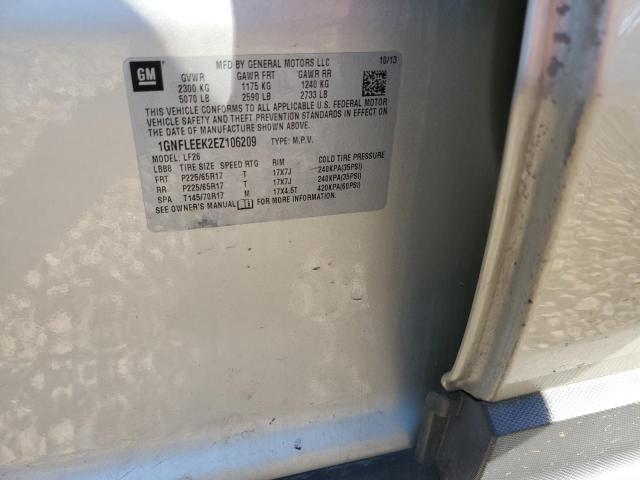 GM
MFD BY GENERAL MOTORS LLC 10/13
GVWR GAWR FRT GAWR RR
2300 KG 1175 KG 1240 KG
5070 LB 2590 LB 2733 LB
THIS VEHICLE CONFORMS TO ALL APPLICABLE U.S. FEDERAL MOTOR
VEHICLE SAFETY AND THEFT PREVENTION STANDARDS IN EFFECT ON
THE DATE OF MANUFACTURE SHOWN ABOVE.
1GNFLEEK2EZ106209 TYPE: M.P.V.
MODEL: LF26
LBB8 TIRE SIZE SPEED RTG RIM COLD TIRE PRESSURE
FRT P225/65R17 T 17X7J 240KPA(35PSI)
RR P225/65R17 T 17X7J 240KPA(35PSI)
SPA T145/70R17 M 17X4.5T 420KPA(60PSI)
SEE OWNER'S MANUAL FOR MORE INFORMATION.